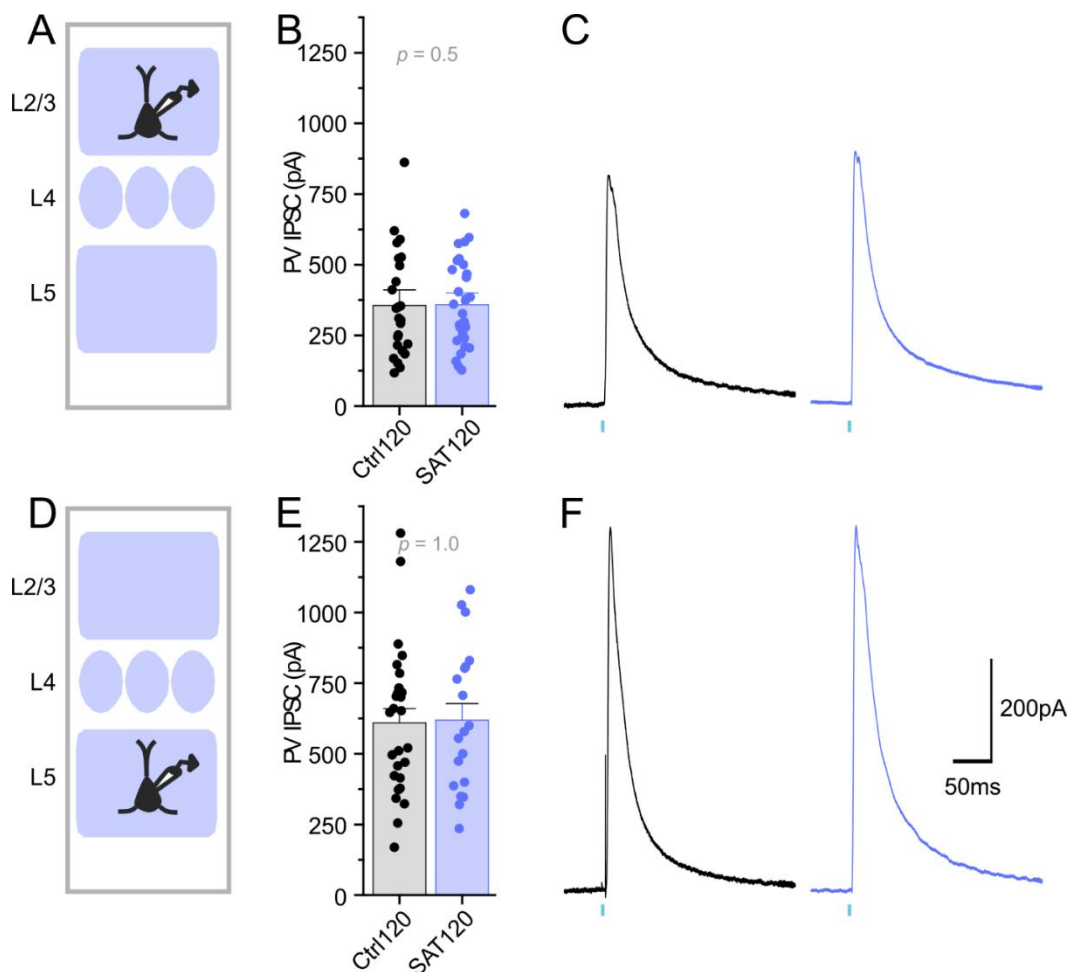 A
L2/3
L4
L5
B
PV IPSC (pA)
1250
1000
750
500
250
0
p = 0.5
Ctrl120
SAT120
C
D
L2/3
L4
L5
E
PV IPSC (pA)
1250
1000
750
500
250
0
p = 1.0
Ctrl120
SAT120
F
200pA
50ms